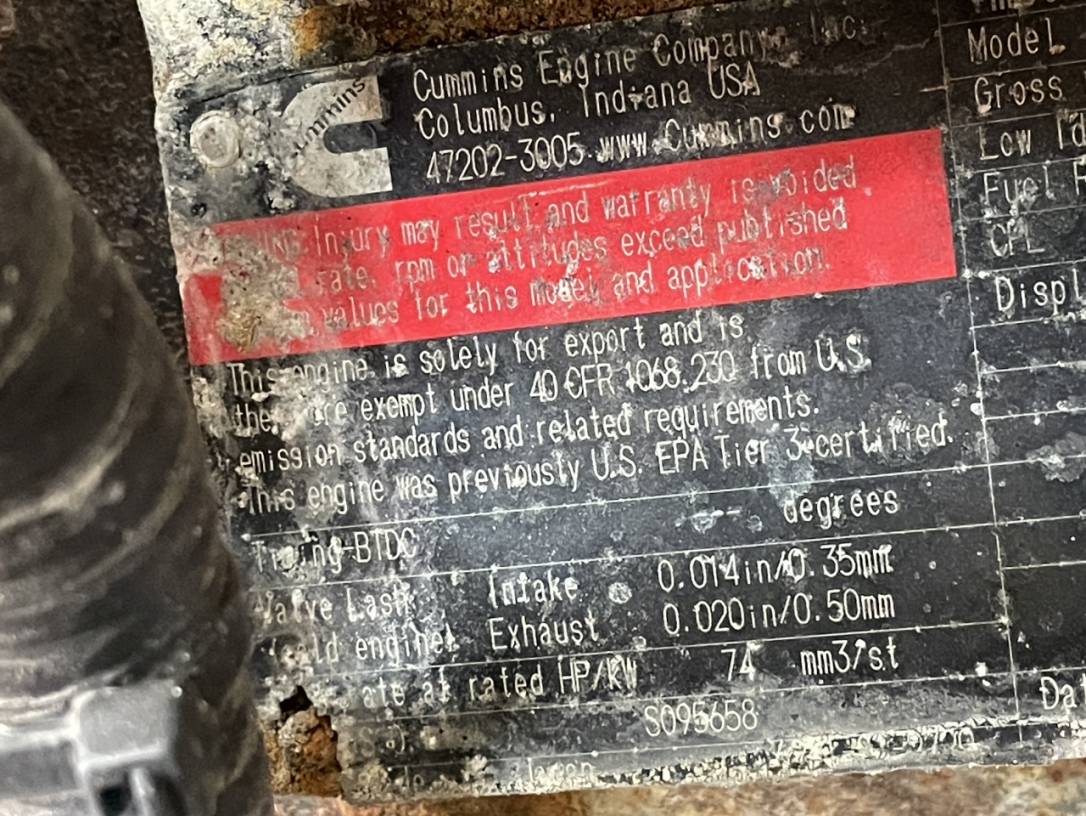 Cummins Engine Company, Inc.
Columbus, Indiana USA
47202-3005 www.Cummins.com
Cummins
Injury may result and warranty is voided
rate, rpm or altitudes exceed published
values for this model and application.
This engine is solely for export and is
therefore exempt under 40 CFR 1068.230 from U.S.
emission standards and related requirements.
This engine was previously U.S. EPA Tier 3-certified.
Timing-BTDC -- degrees
Valve Lash Intake 0.014in/0.35mm
cold engine Exhaust 0.020in/0.50mm
rate at rated HP/KW 74 mm3/st
S095658
Model
Gross
Low
Fuel
CPL